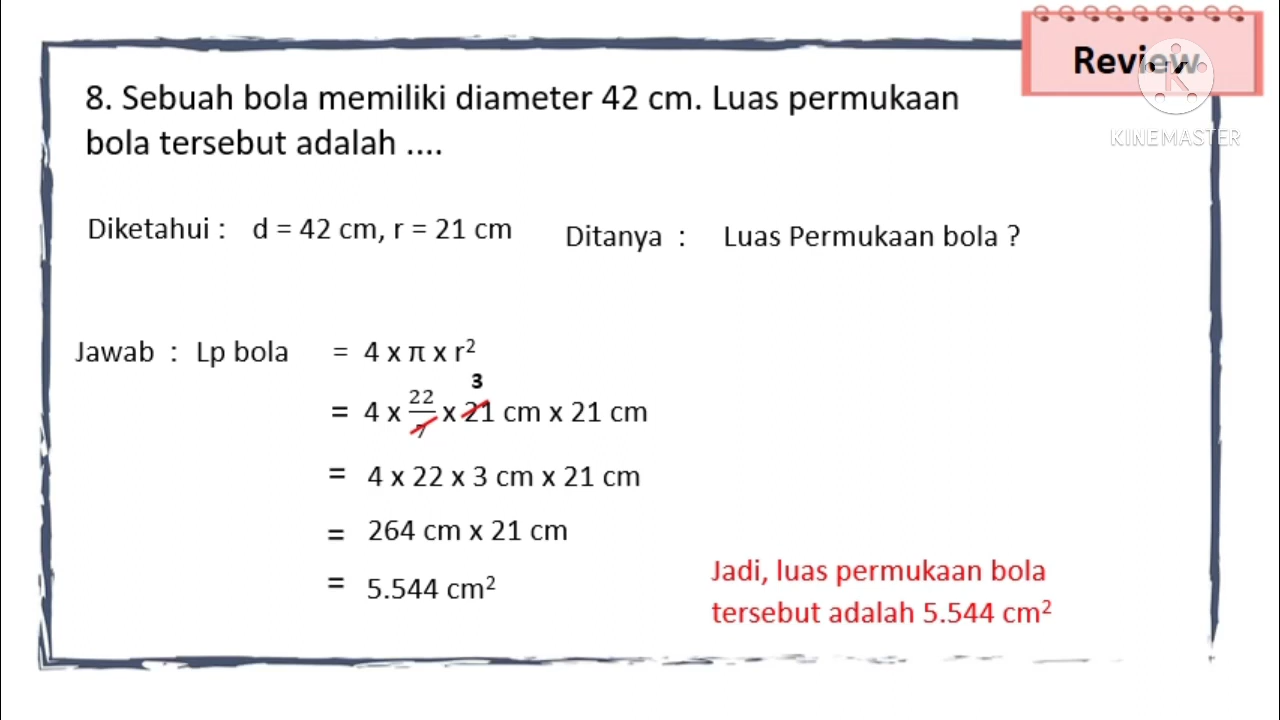 Review
KINEMASTER
8. Sebuah bola memiliki diameter 42 cm. Luas permukaan
bola tersebut adalah ....
Diketahui : d = 42 cm, r = 21 cm Ditanya : Luas Permukaan bola ?
Jawab : Lp bola = 4 x π x r²
3
= 4 x 22/7 x 21 cm x 21 cm
= 4 x 22 x 3 cm x 21 cm
= 264 cm x 21 cm
= 5.544 cm²
Jadi, luas permukaan bola
tersebut adalah 5.544 cm²